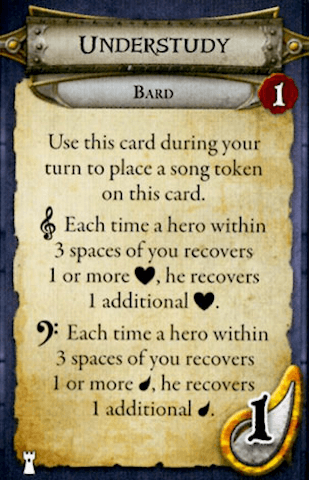 UNDERSTUDY
BARD
1
Use this card during your
turn to place a song token
on this card.
𝄞 Each time a hero within
3 spaces of you recovers
1 or more ♥, he recovers
1 additional ♥.
𝄢 Each time a hero within
3 spaces of you recovers
1 or more , he recovers
1 additional .
1